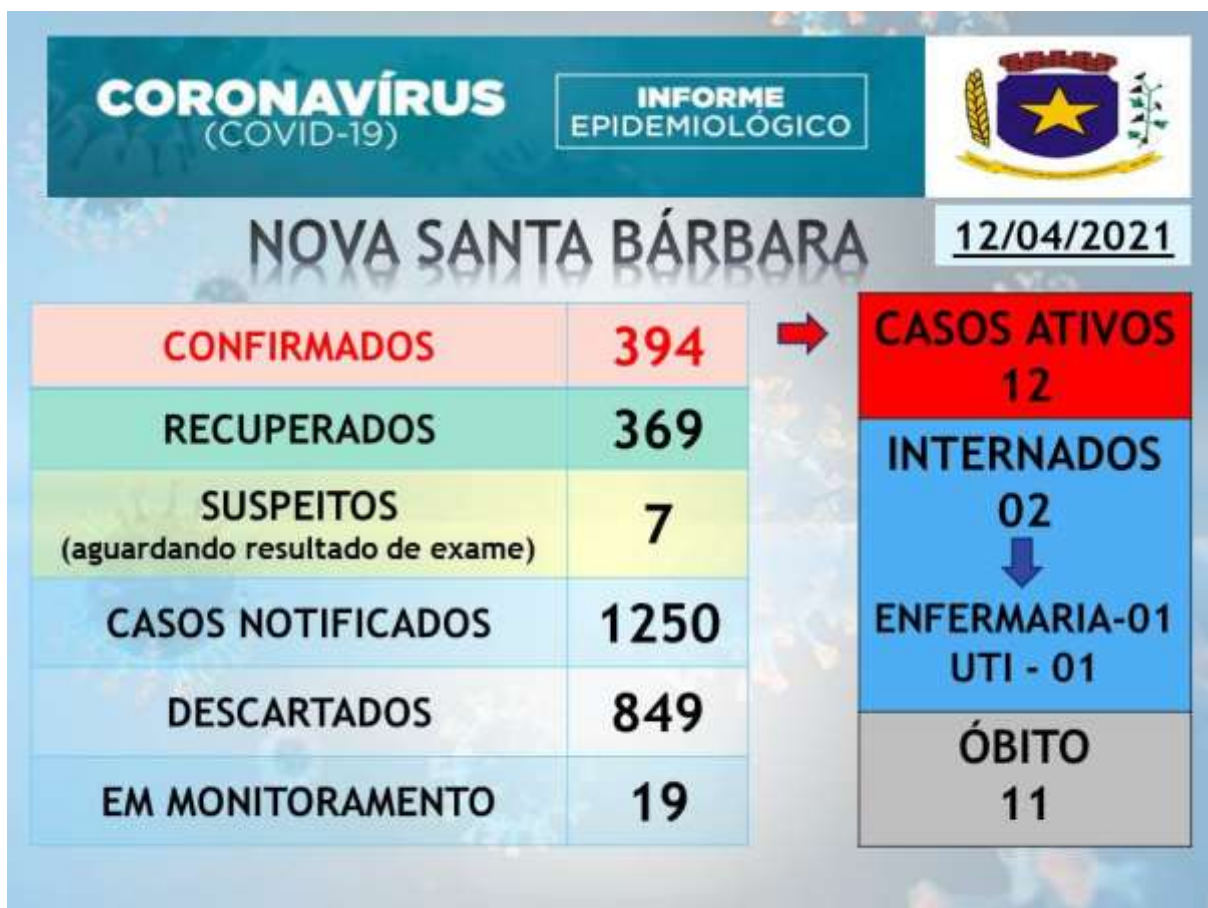 CORONAVÍRUS
(COVID-19)
INFORME
EPIDEMIOLÓGICO
NOVA SANTA BÁRBARA
12/04/2021
CONFIRMADOS 394
RECUPERADOS 369
SUSPEITOS
(aguardando resultado de exame) 7
CASOS NOTIFICADOS 1250
DESCARTADOS 849
EM MONITORAMENTO 19
CASOS ATIVOS
12
INTERNADOS
02
ENFERMARIA-01
UTI - 01
ÓBITO
11